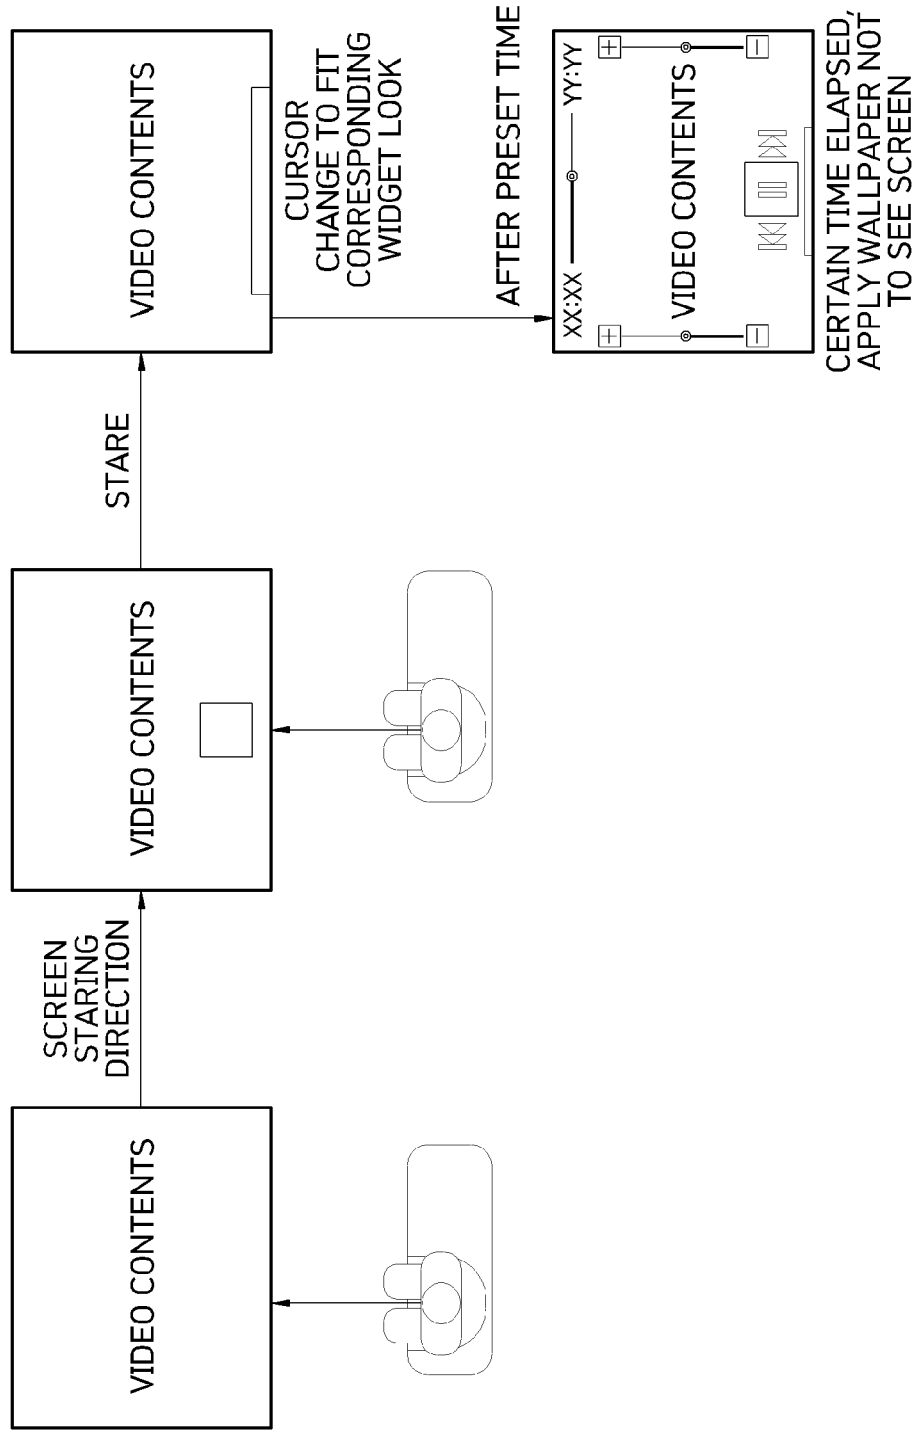 VIDEO CONTENTS
SCREEN
STARING
DIRECTION
VIDEO CONTENTS
STARE
VIDEO CONTENTS
CURSOR
CHANGE TO FIT
CORRESPONDING
WIDGET LOOK
AFTER PRESET TIME
XX:XX YY:YY
VIDEO CONTENTS
CERTAIN TIME ELAPSED,
APPLY WALLPAPER NOT
TO SEE SCREEN